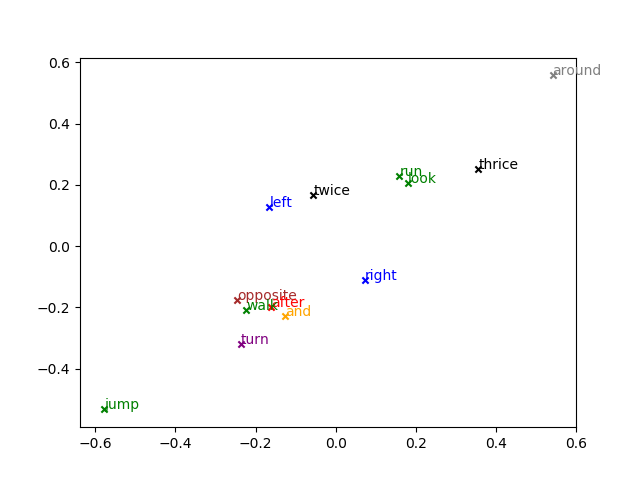 0.6
around
0.4
run
thrice
look
0.2
twice
left
0.0
right
opposite
−0.2
walk
after
and
turn
−0.4
jump
−0.6
−0.4
−0.2
0.0
0.2
0.4
0.6